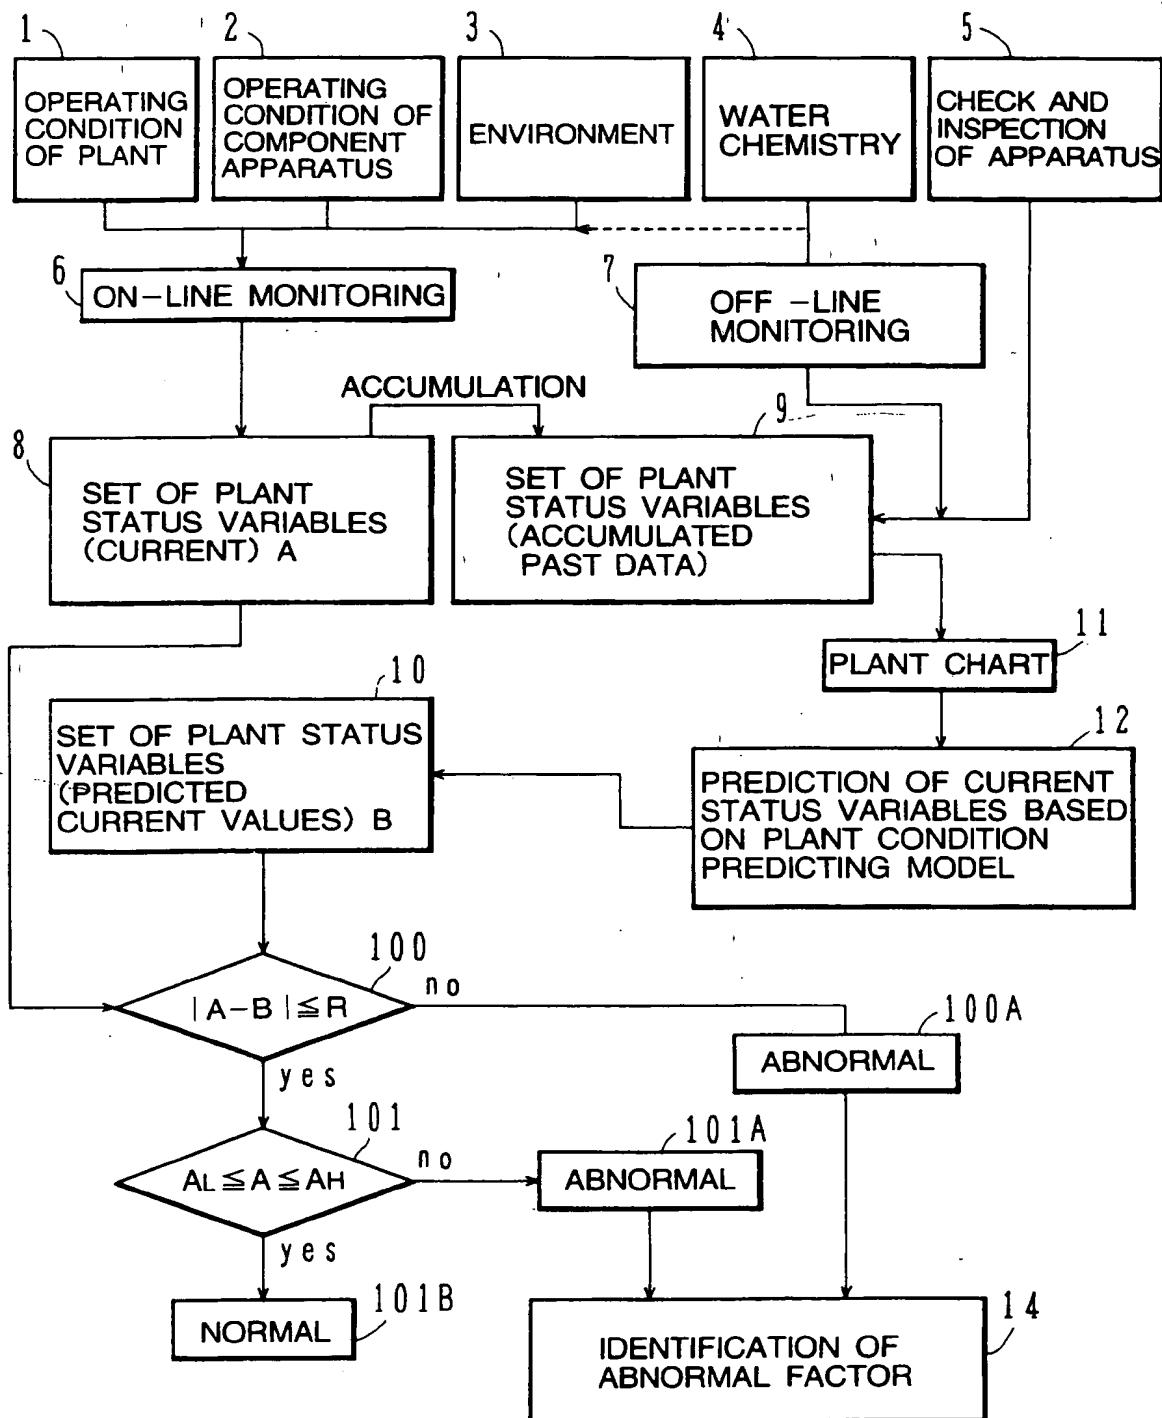 1
2
3
4
5
OPERATING
CONDITION
OF PLANT
OPERATING
CONDITION OF
COMPONENT
APPARATUS
ENVIRONMENT
WATER
CHEMISTRY
CHECK AND
INSPECTION
OF APPARATUS
6
ON-LINE MONITORING
7
OFF -LINE
MONITORING
ACCUMULATION
8
SET OF PLANT
STATUS VARIABLES
(CURRENT) A
9
SET OF PLANT
STATUS VARIABLES
(ACCUMULATED
PAST DATA)
11
PLANT CHART
10
SET OF PLANT STATUS
VARIABLES
(PREDICTED
CURRENT VALUES) B
12
PREDICTION OF CURRENT
STATUS VARIABLES BASED
ON PLANT CONDITION
PREDICTING MODEL
100
|A-B|≦R
no
yes
100A
ABNORMAL
101
AL≦A≦AH
no
yes
101A
ABNORMAL
101B
NORMAL
14
IDENTIFICATION OF
ABNORMAL FACTOR